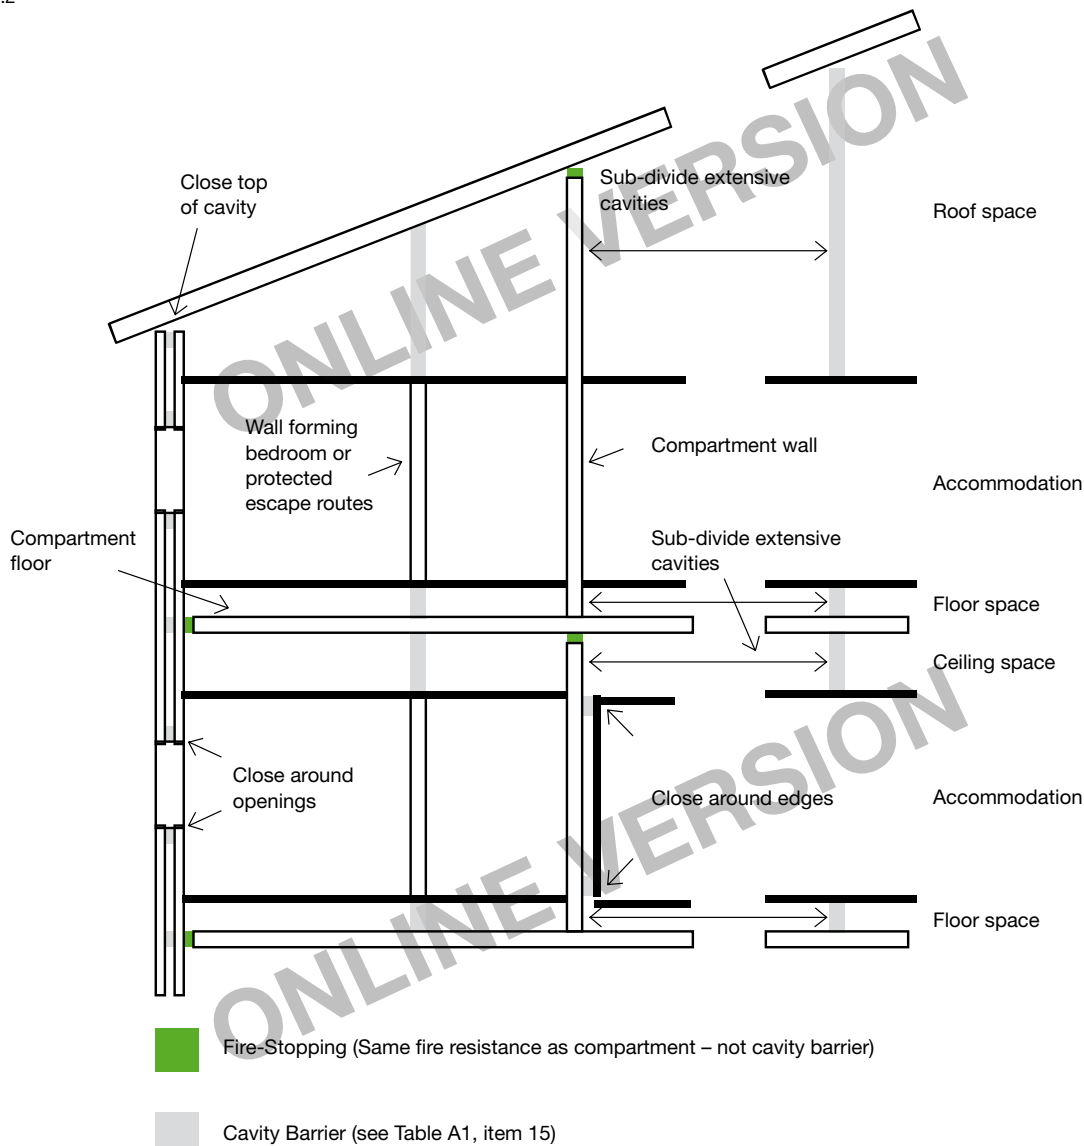 Close top
of cavity
Sub-divide extensive
cavities
Roof space
Wall forming
bedroom or
protected
escape routes
Compartment wall
Accommodation
Compartment
floor
Sub-divide extensive
cavities
Floor space
Ceiling space
Close around
openings
Close around edges
Accommodation
Floor space
Fire-Stopping (Same fire resistance as compartment – not cavity barrier)
Cavity Barrier (see Table A1, item 15)
ONLINE VERSION
ONLINE VERSION